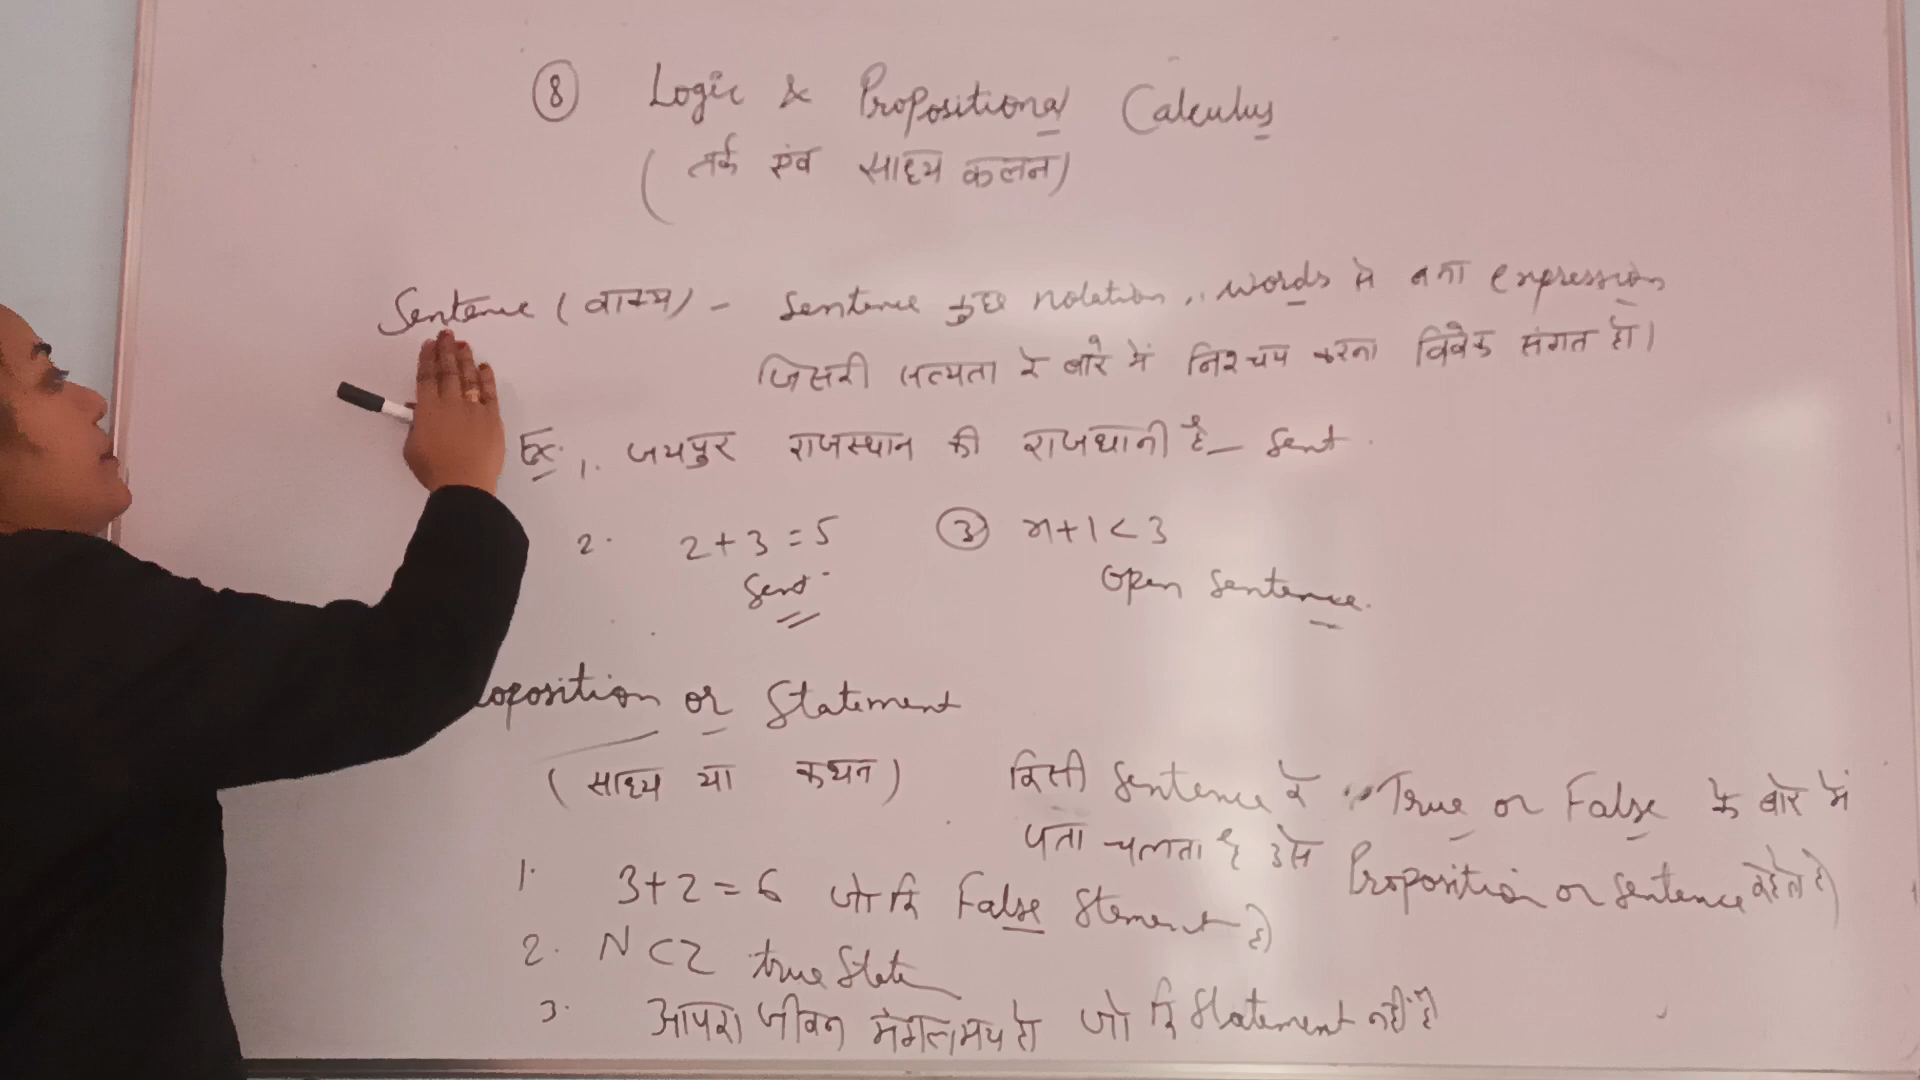 ⑧ Logic & Propositional Calculus
(तर्क एंव साध्य कलन)
Sentence (वाक्य) - Sentence कुछ notation, words से बना expression
जिसकी सत्यता के बारे में निश्चय करना विवेक संगत हो।
Ex. 1. जयपुर राजस्थान की राजधानी है - Sent.
2. 2+3=5 ③ x+1<3
Sent. Open Sentence.
oposition or Statement
(साध्य या कथन) किसी Sentence के True or False के बारे में
पता चलता है उसे Proposition or Sentence कहते है
1. 3+2=6 जो कि False Stement है
2. N⊂Z true State
3. आपका जीवन मंगलमय हो जो कि Statement नहीं है